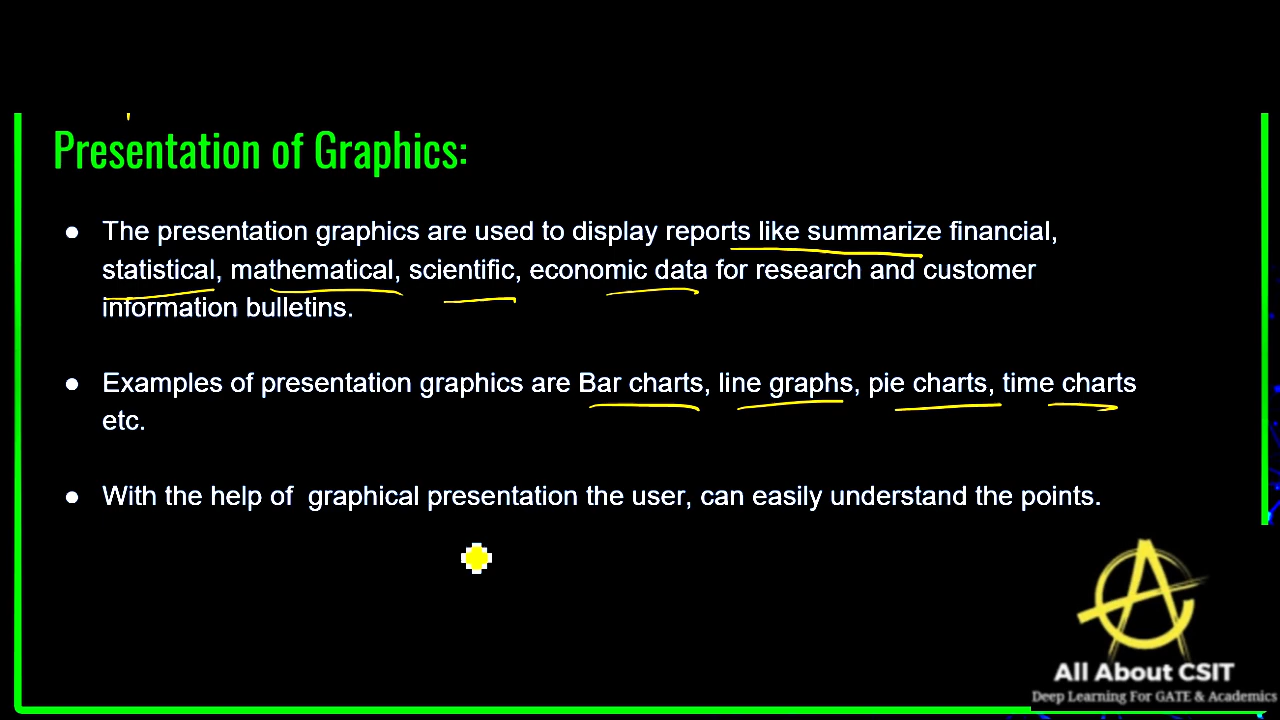 Presentation of Graphics:
● The presentation graphics are used to display reports like summarize financial,
statistical, mathematical, scientific, economic data for research and customer
information bulletins.
● Examples of presentation graphics are Bar charts, line graphs, pie charts, time charts
etc.
● With the help of  graphical presentation the user, can easily understand the points.
All About CSIT
Deep Learning For GATE & Academics